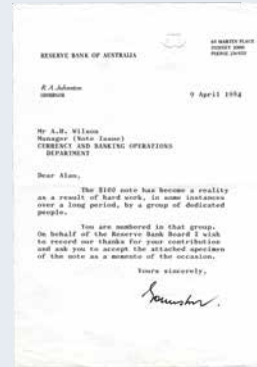 65 MARTIN PLACE
SYDNEY 2000
RESERVE BANK OF AUSTRALIA
R A Johnston
GOVERNOR
9 April 1984
Mr A.H. Wilson
Manager (Note Issue)
CURRENCY AND BANKING OPERATIONS
DEPARTMENT
Dear Alan,
The $100 note has become a reality
as a result of hard work, in some instances
over a long period, by a group of dedicated
people.
You are numbered in that group.
On behalf of the Reserve Bank Board I wish
to record our thanks for your contribution
and ask you to accept the attached specimen
of the note as a memento of the occasion.
Yours sincerely,